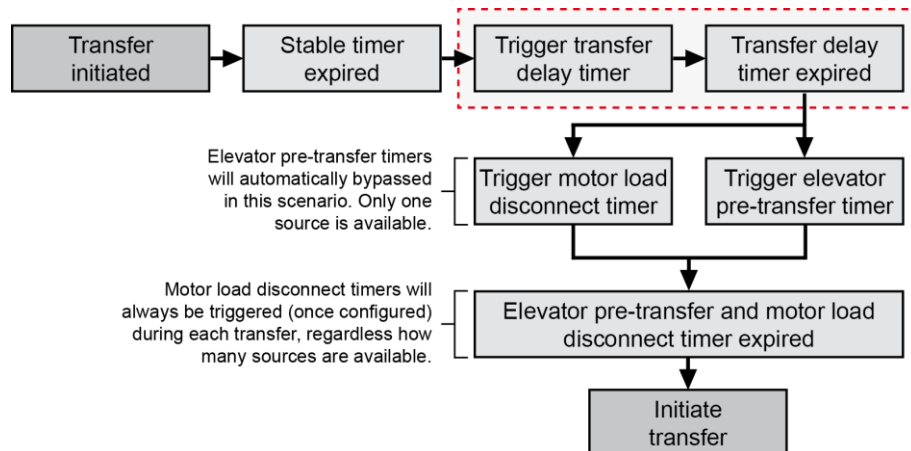 Transfer
initiated
Stable timer
expired
Trigger transfer
delay timer
Transfer delay
timer expired
Elevator pre-transfer timers
will automatically bypassed
in this scenario. Only one
source is available.
Trigger motor load
disconnect timer
Trigger elevator
pre-transfer timer
Motor load disconnect timers will
always be triggered (once configured)
during each transfer, regardless how
many sources are available.
Elevator pre-transfer and motor load
disconnect timer expired
Initiate
transfer